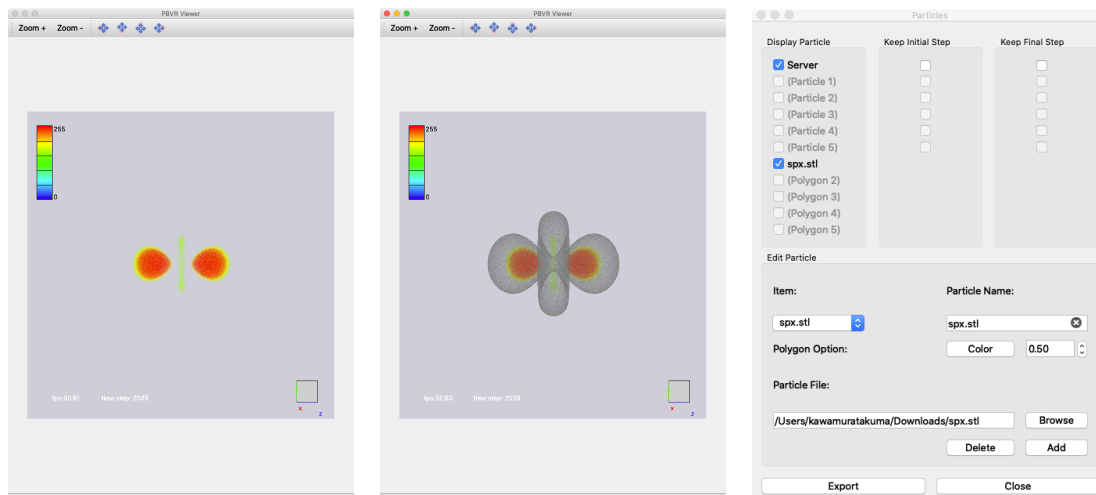 PBVR Viewer
Zoom + Zoom -
255
0
fps:90.91 time step: 2045
x
z
PBVR Viewer
Zoom + Zoom -
255
0
fps:52.63 time step: 2039
x
z
Particles
Display Particle Keep Initial Step Keep Final Step
Server
(Particle 1)
(Particle 2)
(Particle 3)
(Particle 4)
(Particle 5)
spx.stl
(Polygon 2)
(Polygon 3)
(Polygon 4)
(Polygon 5)
Edit Particle
Item: Particle Name:
spx.stl spx.stl
Polygon Option: Color 0.50
Particle File:
/Users/kawamuratakuma/Downloads/spx.stl Browse
Delete Add
Export Close